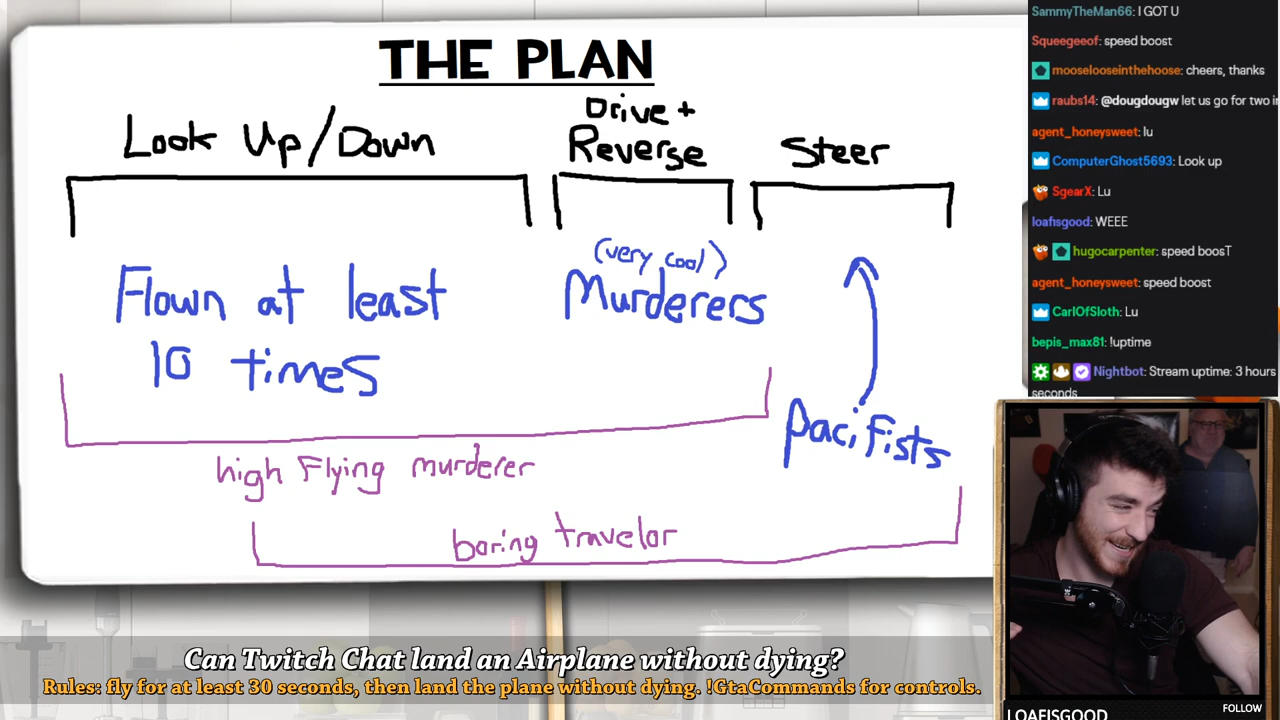 THE PLAN
Look Up/Down
Drive +
Reverse
Steer
Flown at least
10 times
(very cool)
Murderers
pacifists
high Flying murderer
boring travelor
Can Twitch Chat land an Airplane without dying?
Rules: fly for at least 30 seconds, then land the plane without dying. !GtaCommands for controls.
SammyTheMan66: I GOT U
Squeegeeof: speed boost
mooselooseinthehoose: cheers, thanks
raubs14: @dougdougw let us go for two in
agent_honeysweet: lu
ComputerGhost5693: Look up
SgearX: Lu
loafisgood: WEEE
hugocarpenter: speed boosT
agent_honeysweet: speed boost
CarlOfSloth: Lu
bepis_max81: !uptime
Nightbot: Stream uptime: 3 hours
seconds
LOAFISGOOD
FOLLOW